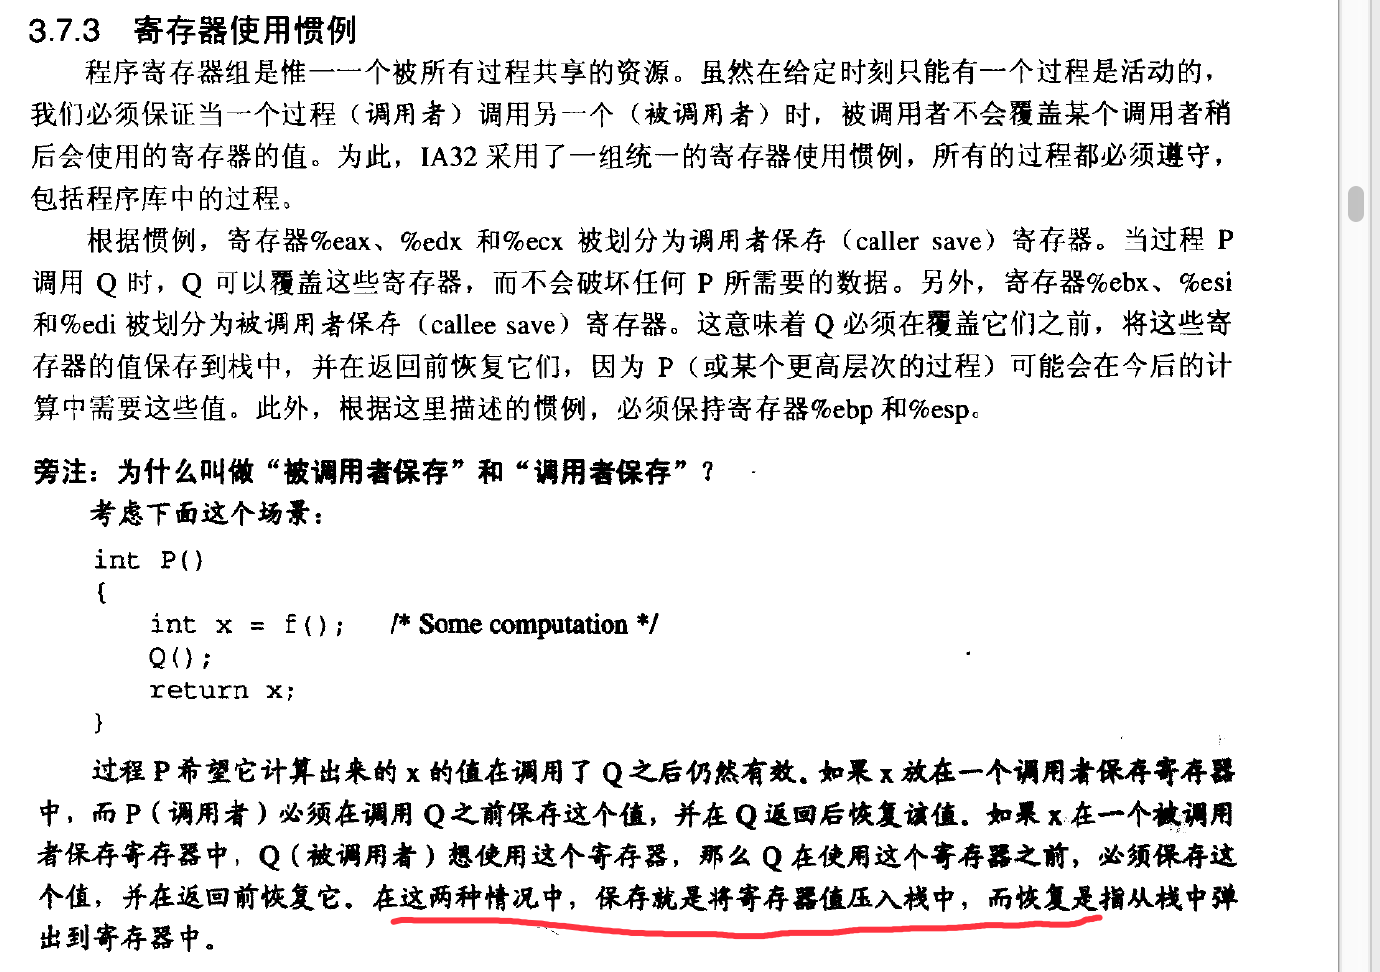 3.7.3 寄存器使用惯例
程序寄存器组是惟一一个被所有过程共享的资源。虽然在给定时刻只能有一个过程是活动的，
我们必须保证当一个过程（调用者）调用另一个（被调用者）时，被调用者不会覆盖某个调用者稍
后会使用的寄存器的值。为此，IA32 采用了一组统一的寄存器使用惯例，所有的过程都必须遵守，
包括程序库中的过程。
根据惯例，寄存器%eax、%edx 和%ecx 被划分为调用者保存（caller save）寄存器。当过程 P
调用 Q 时，Q 可以覆盖这些寄存器，而不会破坏任何 P 所需要的数据。另外，寄存器%ebx、%esi
和%edi 被划分为被调用者保存（callee save）寄存器。这意味着 Q 必须在覆盖它们之前，将这些寄
存器的值保存到栈中，并在返回前恢复它们，因为 P（或某个更高层次的过程）可能会在今后的计
算中需要这些值。此外，根据这里描述的惯例，必须保持寄存器%ebp 和%esp。
旁注：为什么叫做“被调用者保存”和“调用者保存”？
考虑下面这个场景：
int P()
{
int x = f(); /* Some computation */
Q();
return x;
}
过程 P 希望它计算出来的 x 的值在调用了 Q 之后仍然有效。如果 x 放在一个调用者保存寄存器
中，而 P（调用者）必须在调用 Q 之前保存这个值，并在 Q 返回后恢复该值。如果 x 在一个被调用
者保存寄存器中，Q（被调用者）想使用这个寄存器，那么 Q 在使用这个寄存器之前，必须保存这
个值，并在返回前恢复它。在这两种情况中，保存就是将寄存器值压入栈中，而恢复是指从栈中弹
出到寄存器中。